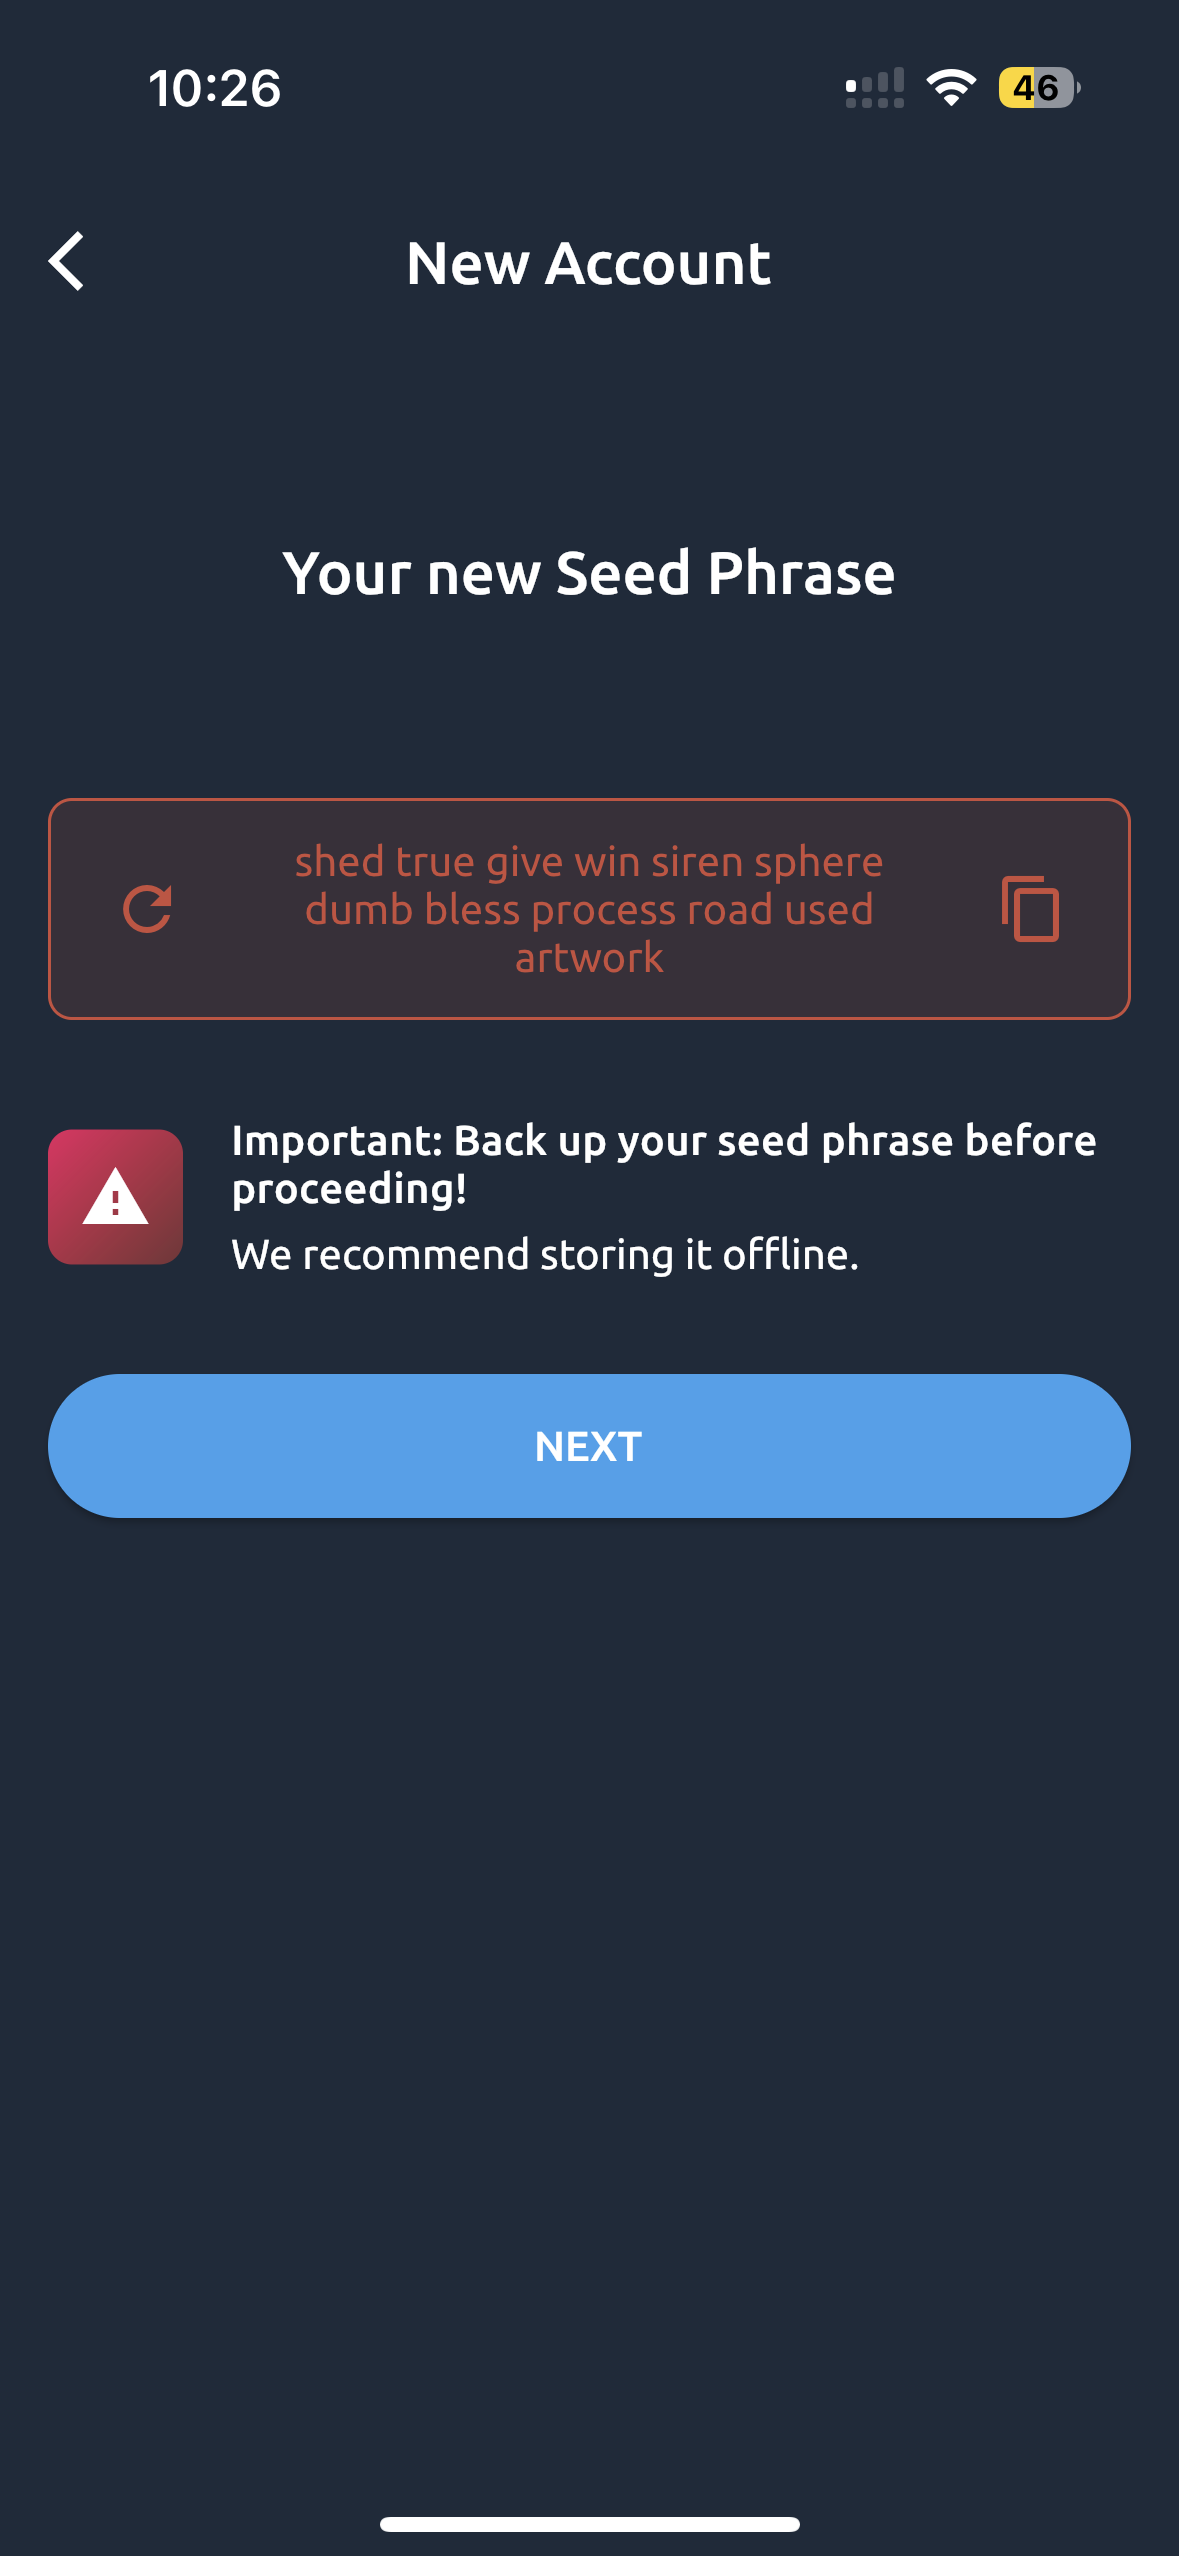 10:26
46
New Account
Your new Seed Phrase
shed true give win siren sphere
dumb bless process road used
artwork
Important: Back up your seed phrase before
proceeding!
We recommend storing it offline.
NEXT